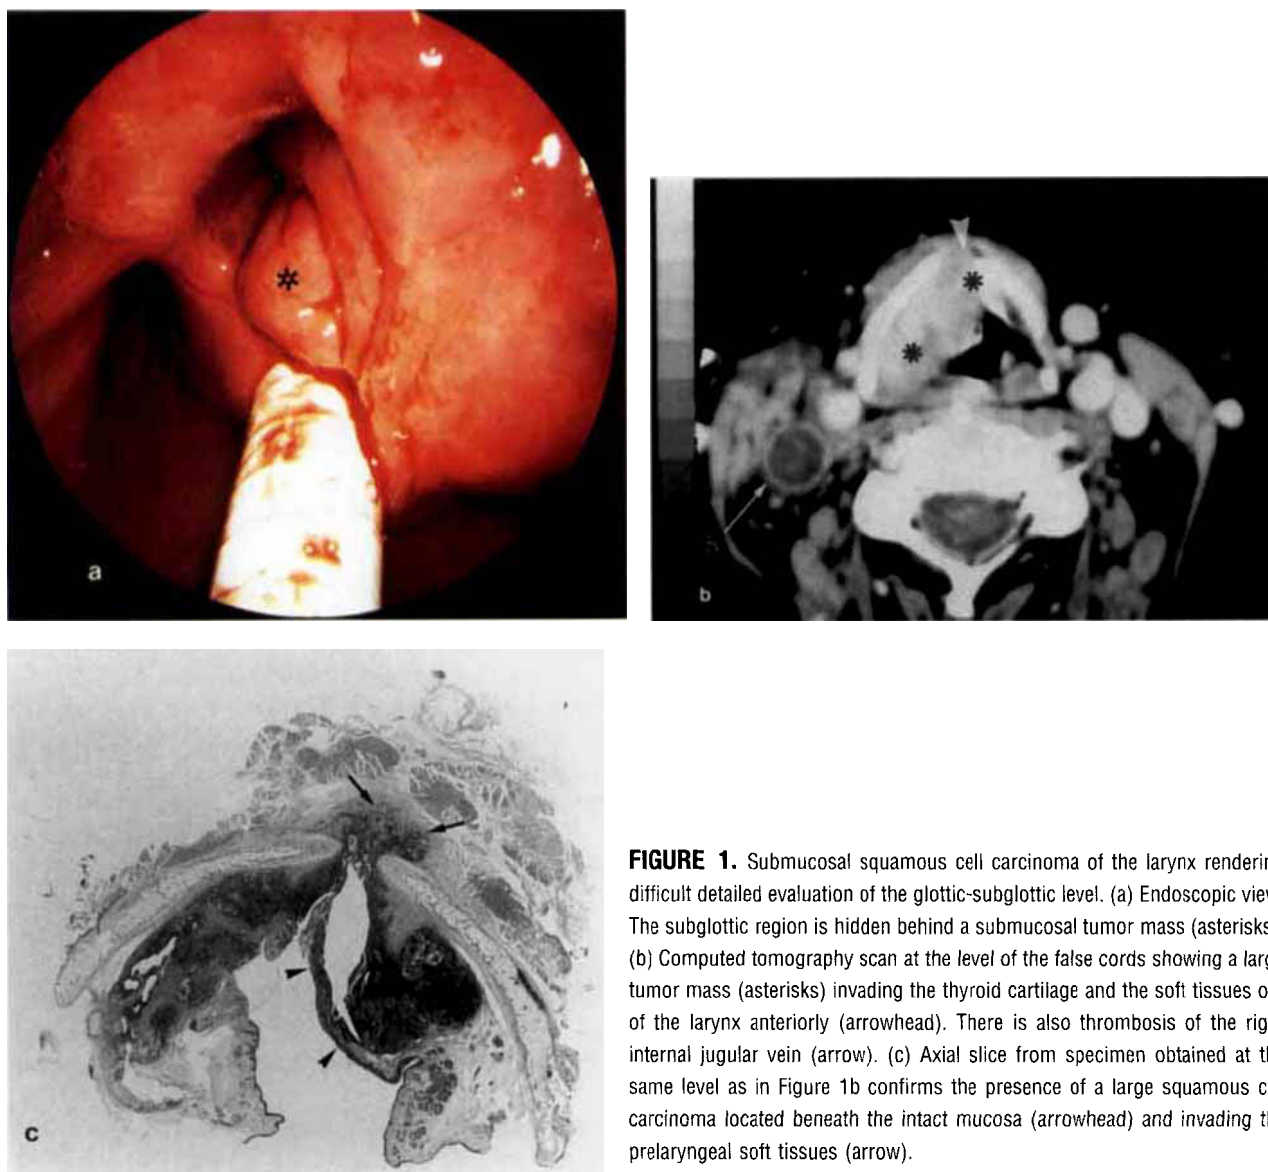 a
b
c
FIGURE 1. Submucosal squamous cell carcinoma of the larynx renderin
difficult detailed evaluation of the glottic-subglottic level. (a) Endoscopic view
The subglottic region is hidden behind a submucosal tumor mass (asterisks
(b) Computed tomography scan at the level of the false cords showing a larg
tumor mass (asterisks) invading the thyroid cartilage and the soft tissues o
of the larynx anteriorly (arrowhead). There is also thrombosis of the rig
internal jugular vein (arrow). (c) Axial slice from specimen obtained at th
same level as in Figure 1b confirms the presence of a large squamous c
carcinoma located beneath the intact mucosa (arrowhead) and invading th
prelaryngeal soft tissues (arrow).